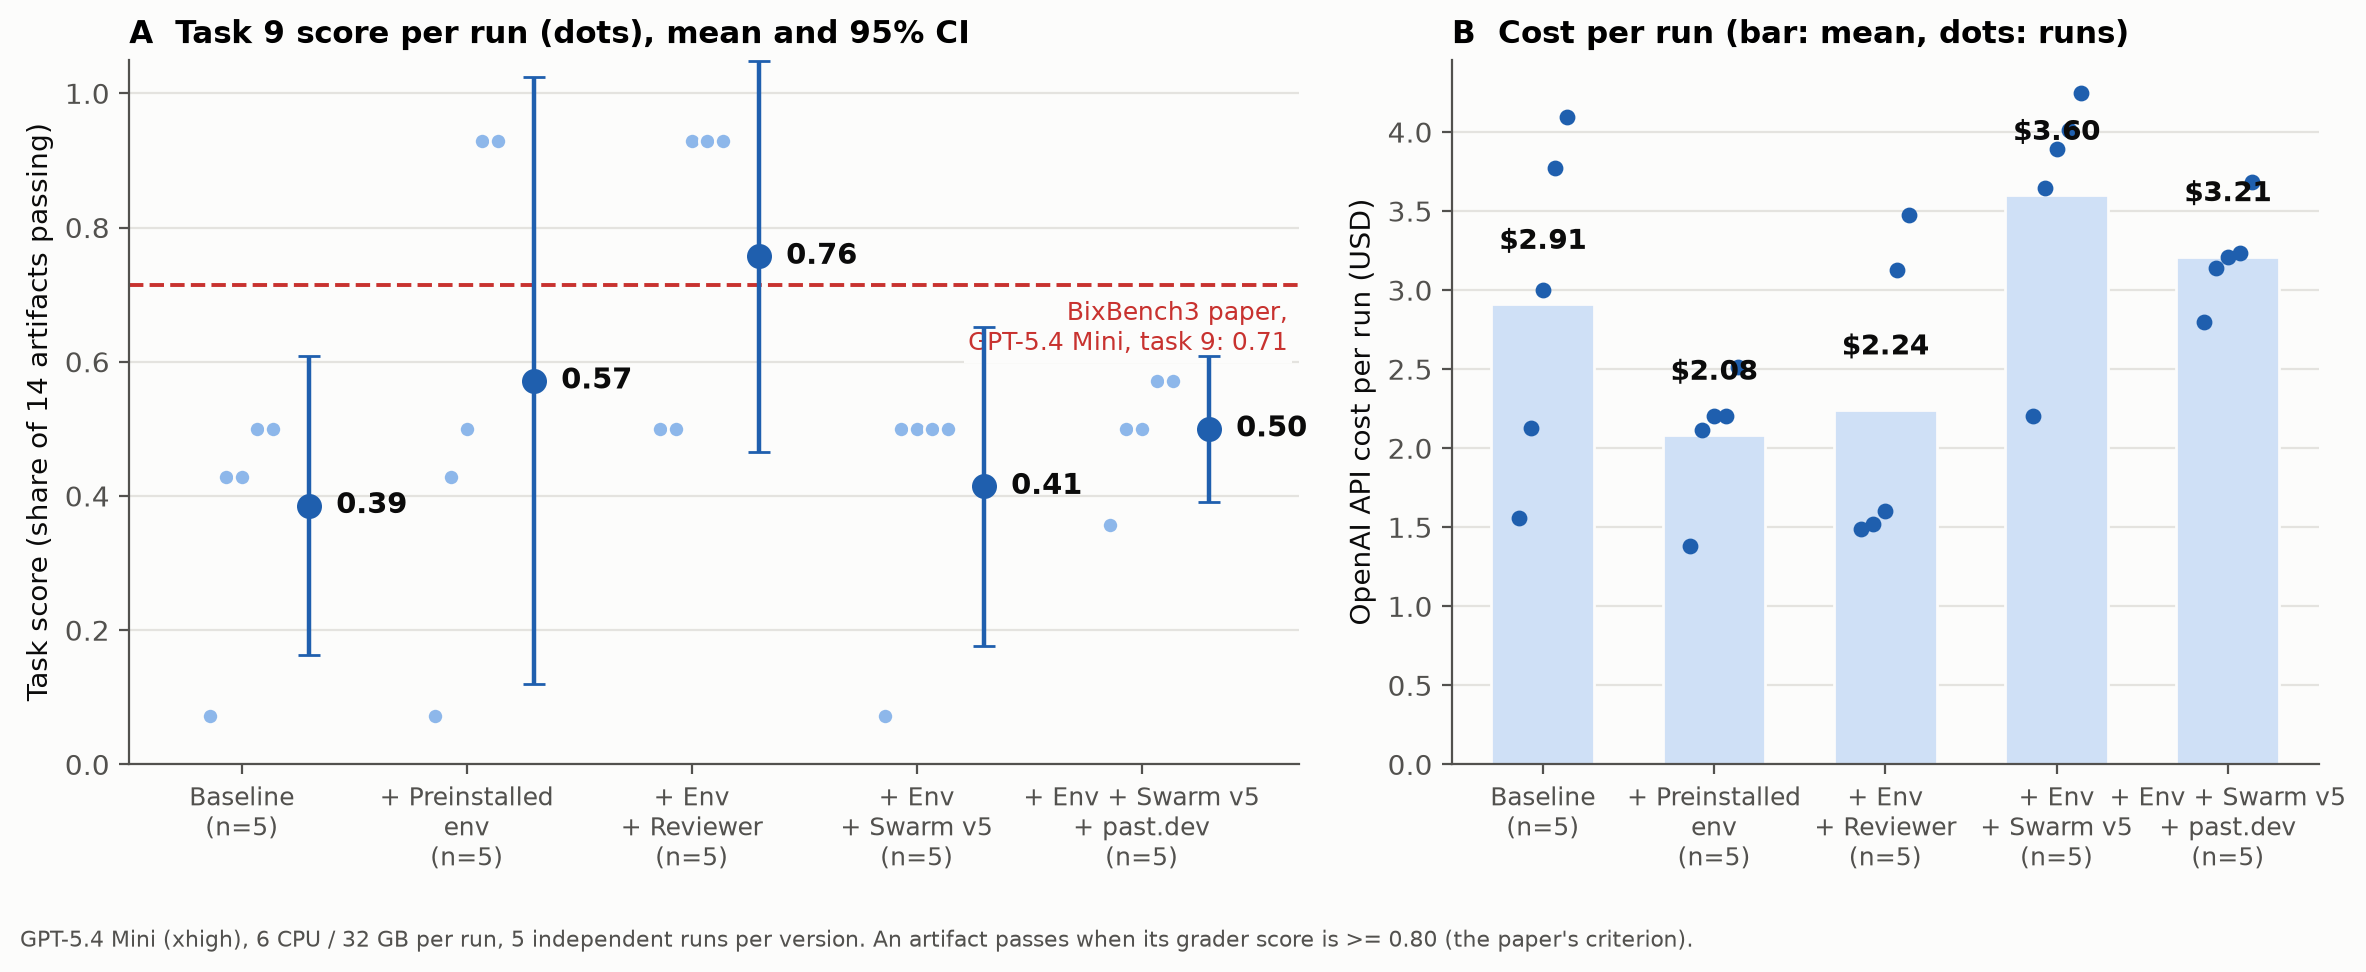 A Task 9 score per run (dots), mean and 95% CI
Task score (share of 14 artifacts passing)
1.0
0.8
0.6
0.4
0.2
0.0
0.39
0.57
0.76
0.41
0.50
BixBench3 paper,
GPT-5.4 Mini, task 9: 0.71
Baseline
(n=5)
+ Preinstalled
env
(n=5)
+ Env
+ Reviewer
(n=5)
+ Env
+ Swarm v5
(n=5)
+ Env + Swarm v5
+ past.dev
(n=5)
B Cost per run (bar: mean, dots: runs)
OpenAI API cost per run (USD)
4.0
3.5
3.0
2.5
2.0
1.5
1.0
0.5
0.0
$2.91
$2.08
$2.24
$3.60
$3.21
Baseline
(n=5)
+ Preinstalled
env
(n=5)
+ Env
+ Reviewer
(n=5)
+ Env
+ Swarm v5
(n=5)
+ Env + Swarm v5
+ past.dev
(n=5)
GPT-5.4 Mini (xhigh), 6 CPU / 32 GB per run, 5 independent runs per version. An artifact passes when its grader score is >= 0.80 (the paper's criterion).